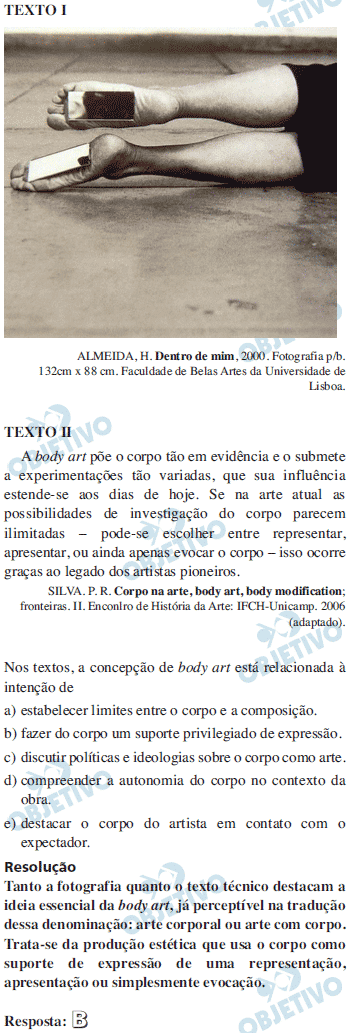 TEXTO I
ALMEIDA, H. Dentro de mim, 2000. Fotografia p/b.
132cm x 88 cm. Faculdade de Belas Artes da Universidade de
Lisboa.
TEXTO II
A body art põe o corpo tão em evidência e o submete
a experimentações tão variadas, que sua influência
estende-se aos dias de hoje. Se na arte atual as
possibilidades de investigação do corpo parecem
ilimitadas – pode-se escolher entre representar,
apresentar, ou ainda apenas evocar o corpo – isso ocorre
graças ao legado dos artistas pioneiros.
SILVA. P. R. Corpo na arte, body art, body modification;
fronteiras. II. Enconlro de História da Arte: IFCH-Unicamp. 2006
(adaptado).
Nos textos, a concepção de body art está relacionada à
intenção de
a) estabelecer limites entre o corpo e a composição.
b) fazer do corpo um suporte privilegiado de expressão.
c) discutir políticas e ideologias sobre o corpo como arte.
d) compreender a autonomia do corpo no contexto da
obra.
e) destacar o corpo do artista em contato com o
expectador.
Resolução
Tanto a fotografia quanto o texto técnico destacam a
ideia essencial da body art, já perceptível na tradução
dessa denominação: arte corporal ou arte com corpo.
Trata-se da produção estética que usa o corpo como
suporte de expressão de uma representação,
apresentação ou simplesmente evocação.
Resposta: B
OBJETIVO
OBJETIVO
OBJETIVO
OBJETIVO
OBJETIVO
OBJETIVO
OBJETIVO
OBJETIVO